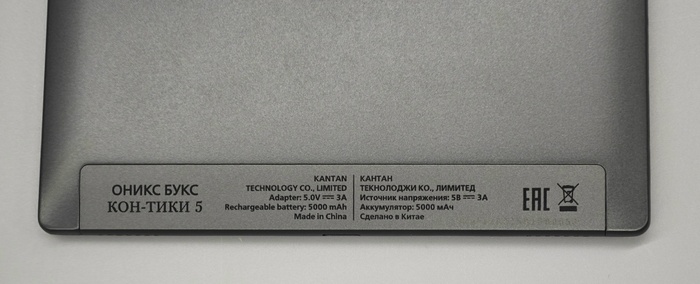 ОНИКС БУКС
КОН-ТИКИ 5
KANTAN
TECHNOLOGY CO., LIMITED
Adapter: 5.0V ⎓ 3A
Rechargeable battery: 5000 mAh
Made in China
КАНТАН
ТЕКНОЛОДЖИ КО., ЛИМИТЕД
Источник напряжения: 5В ⎓ 3А
Аккумулятор: 5000 мАч
Сделано в Китае
EAC